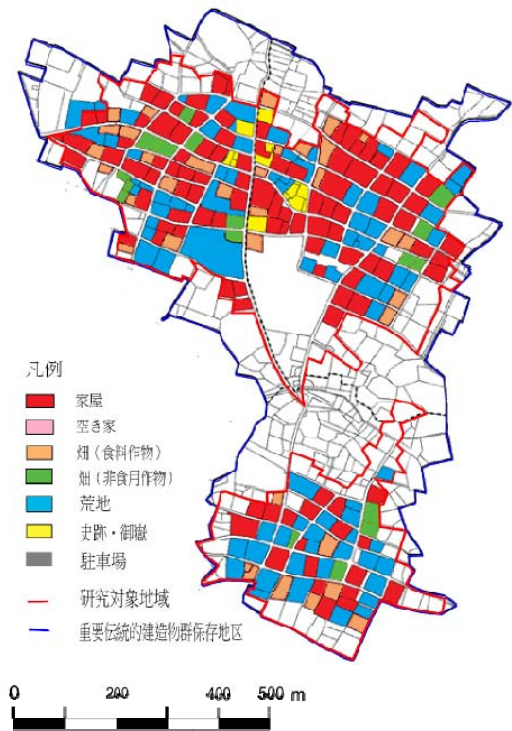 凡例
家屋
空き家
畑（食料作物）
畑（非食月作物）
荒地
史跡・御嶽
駐車場
研究対象地域
重要伝統的建造物群保存地区
0 200 400 500 m